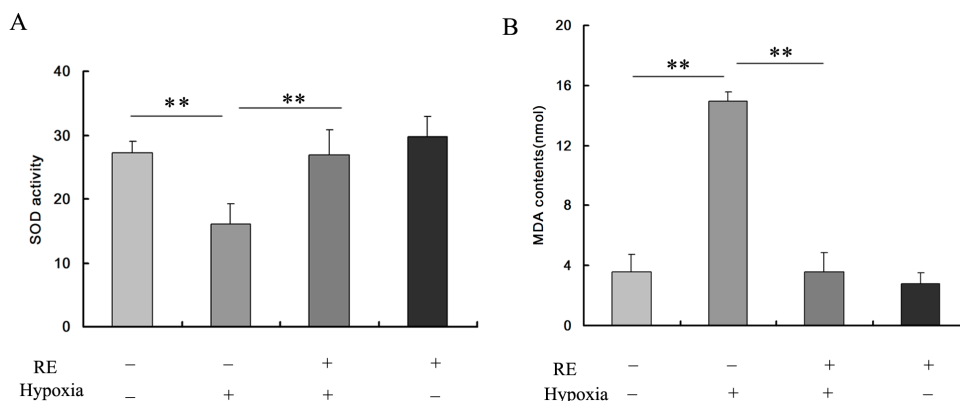 A
SOD activity
40
30
20
10
0
** **
RE – – + +
Hypoxia – + + –
B
MDA contents(nmol)
20
16
12
8
4
0
** **
RE – – + +
Hypoxia – + + –